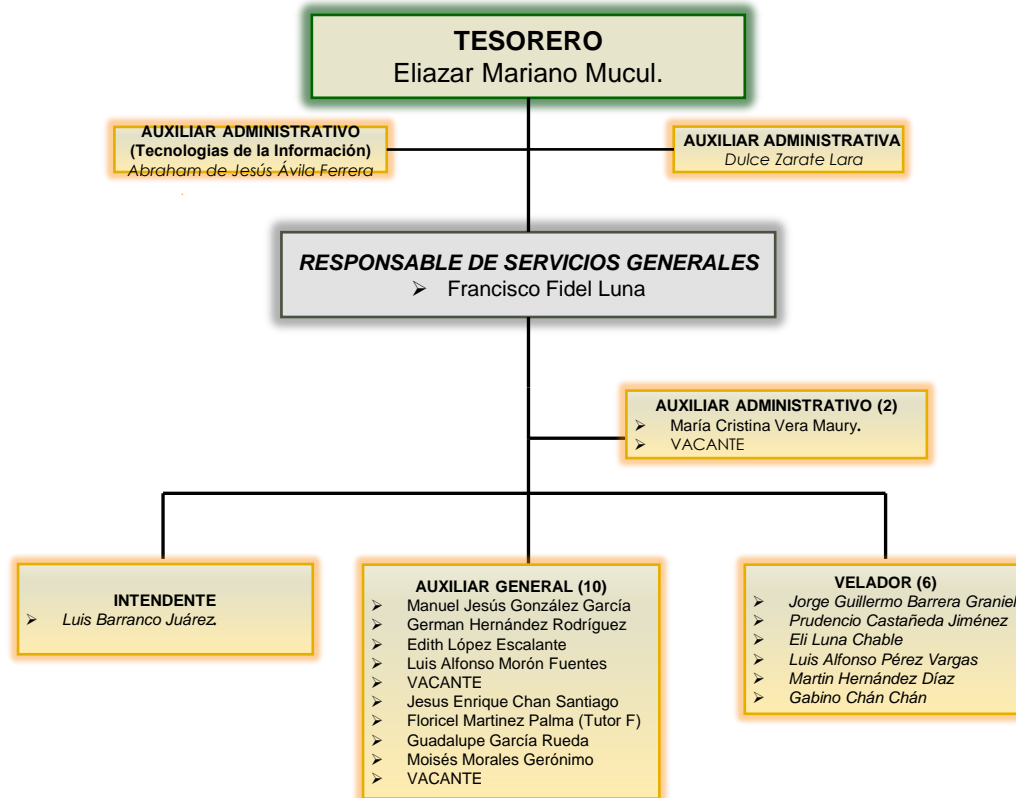 TESORERO
Eliazar Mariano Mucul.
AUXILIAR ADMINISTRATIVO
(Tecnologias de la Información)
Abraham de Jesús Ávila Ferrera
AUXILIAR ADMINISTRATIVA
Dulce Zarate Lara
RESPONSABLE DE SERVICIOS GENERALES
➢ Francisco Fidel Luna
AUXILIAR ADMINISTRATIVO (2)
➢ María Cristina Vera Maury.
➢ VACANTE
INTENDENTE
➢ Luis Barranco Juárez.
AUXILIAR GENERAL (10)
➢ Manuel Jesús González García
➢ German Hernández Rodríguez
➢ Edith López Escalante
➢ Luis Alfonso Morón Fuentes
➢ VACANTE
➢ Jesus Enrique Chan Santiago
➢ Floricel Martinez Palma (Tutor F)
➢ Guadalupe García Rueda
➢ Moisés Morales Gerónimo
➢ VACANTE
VELADOR (6)
➢ Jorge Guillermo Barrera Graniel
➢ Prudencio Castañeda Jiménez
➢ Eli Luna Chable
➢ Luis Alfonso Pérez Vargas
➢ Martin Hernández Díaz
➢ Gabino Chán Chán